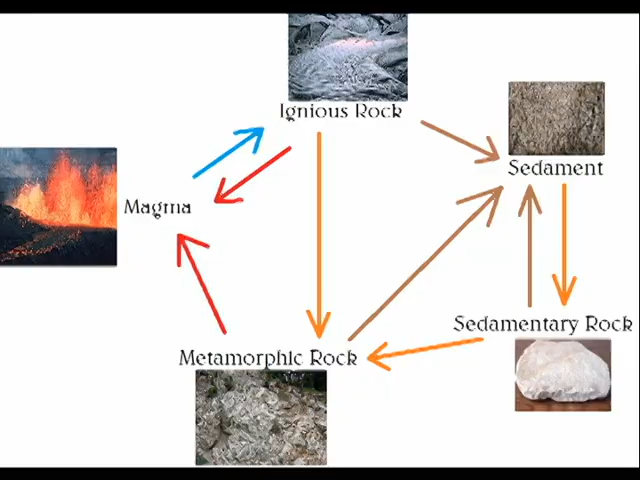 Ignious Rock
Sedament
Magma
Sedamentary Rock
Metamorphic Rock